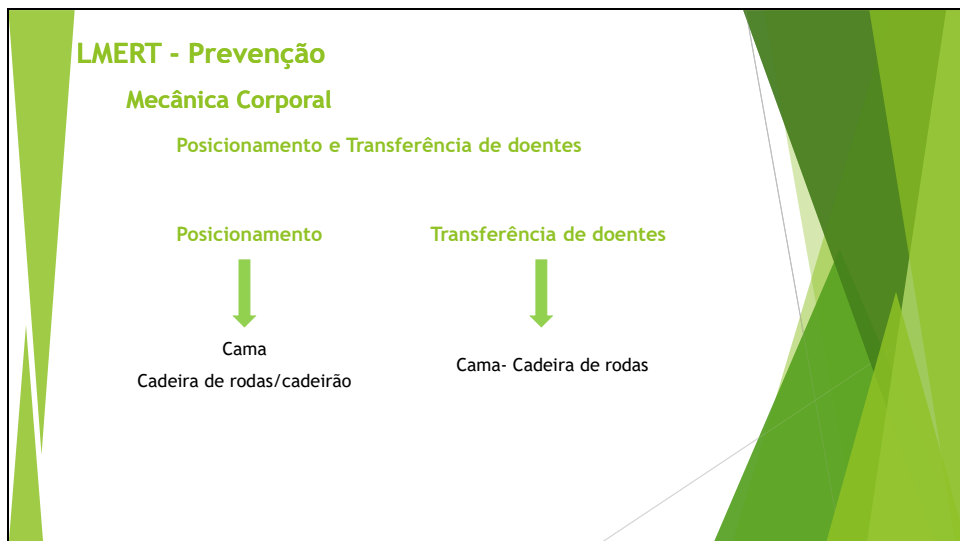 LMERT - Prevenção
Mecânica Corporal
Posicionamento e Transferência de doentes
Posicionamento
Transferência de doentes
Cama
Cadeira de rodas/cadeirão
Cama- Cadeira de rodas